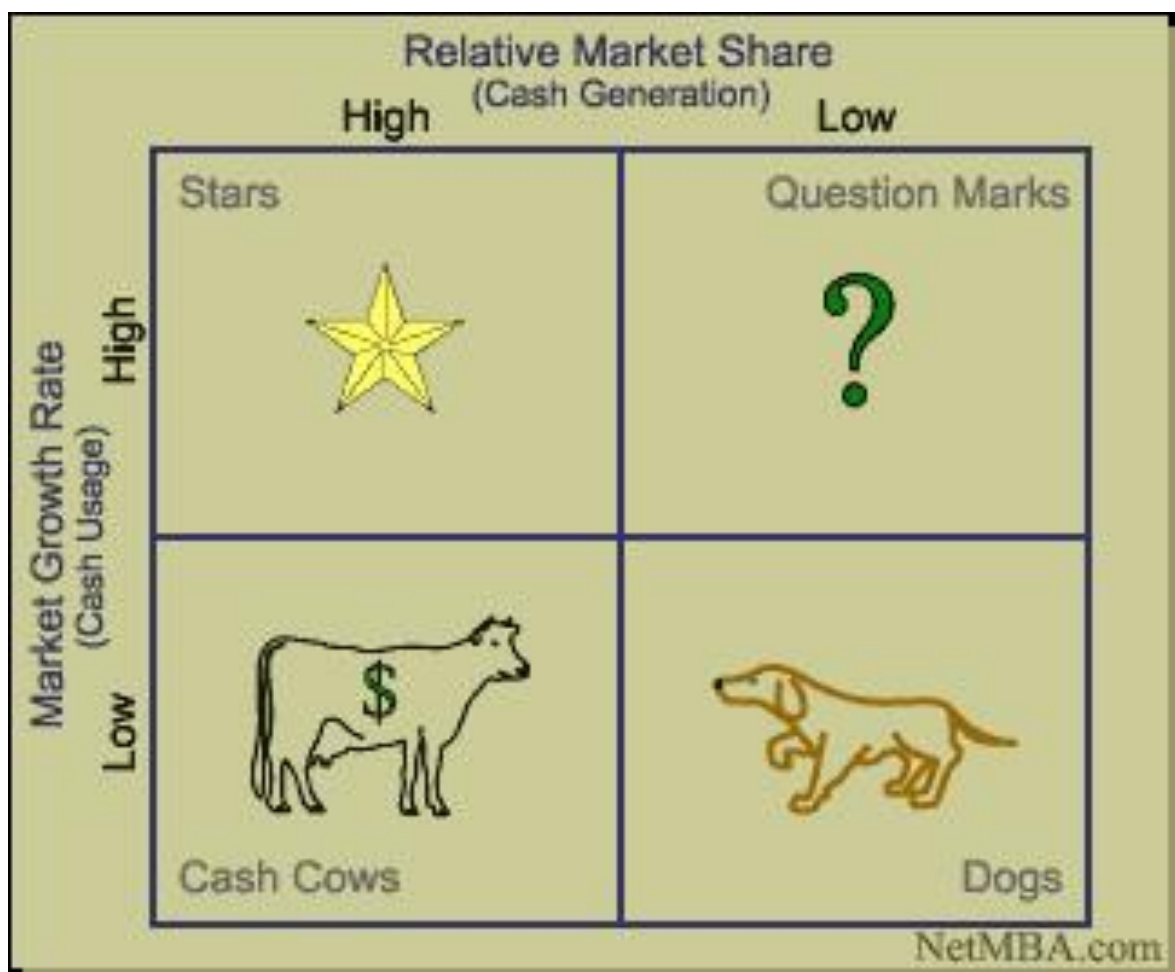 Relative Market Share
(Cash Generation)
High
Low
Stars
Question Marks
?
Market Growth Rate
(Cash Usage)
High
Low
$
Cash Cows
Dogs
NetMBA.com